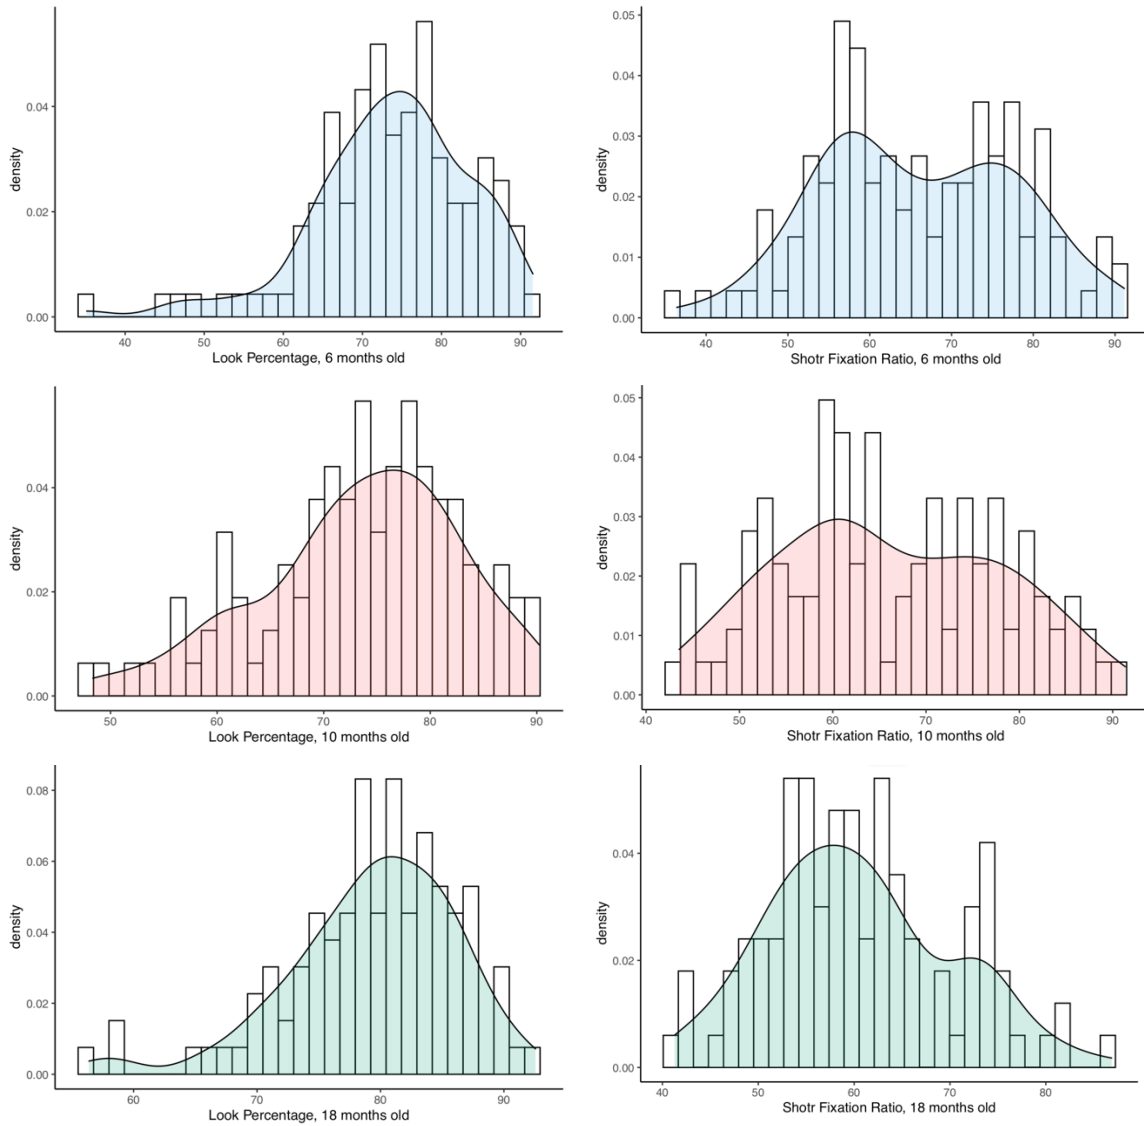 density
0.04
0.02
0.00
40 50 60 70 80 90
Look Percentage, 6 months old
density
0.05
0.04
0.03
0.02
0.01
0.00
40 50 60 70 80 90
Shotr Fixation Ratio, 6 months old
density
0.04
0.02
0.00
50 60 70 80 90
Look Percentage, 10 months old
density
0.05
0.04
0.03
0.02
0.01
0.00
40 50 60 70 80 90
Shotr Fixation Ratio, 10 months old
density
0.08
0.06
0.04
0.02
0.00
60 70 80 90
Look Percentage, 18 months old
density
0.04
0.02
0.00
40 50 60 70 80
Shotr Fixation Ratio, 18 months old